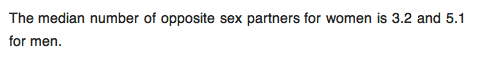 The median number of opposite sex partners for women is 3.2 and 5.1
for men.